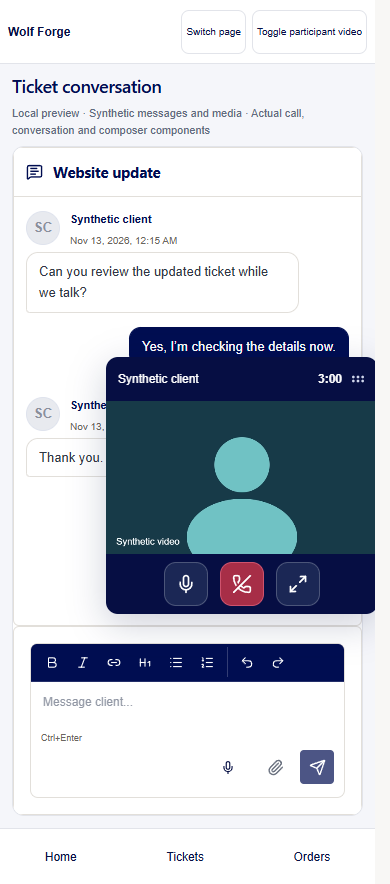 Wolf Forge
Switch page
Toggle participant video
Ticket conversation
Local preview · Synthetic messages and media · Actual call,
conversation and composer components
Website update
SC
Synthetic client
Nov 13, 2026, 12:15 AM
Can you review the updated ticket while
we talk?
Yes, I'm checking the details now.
Synthetic client
3:00
SC
Synthe
Nov 13,
Thank you.
Synthetic video
B
I
H1
Message client...
Ctrl+Enter
Home
Tickets
Orders